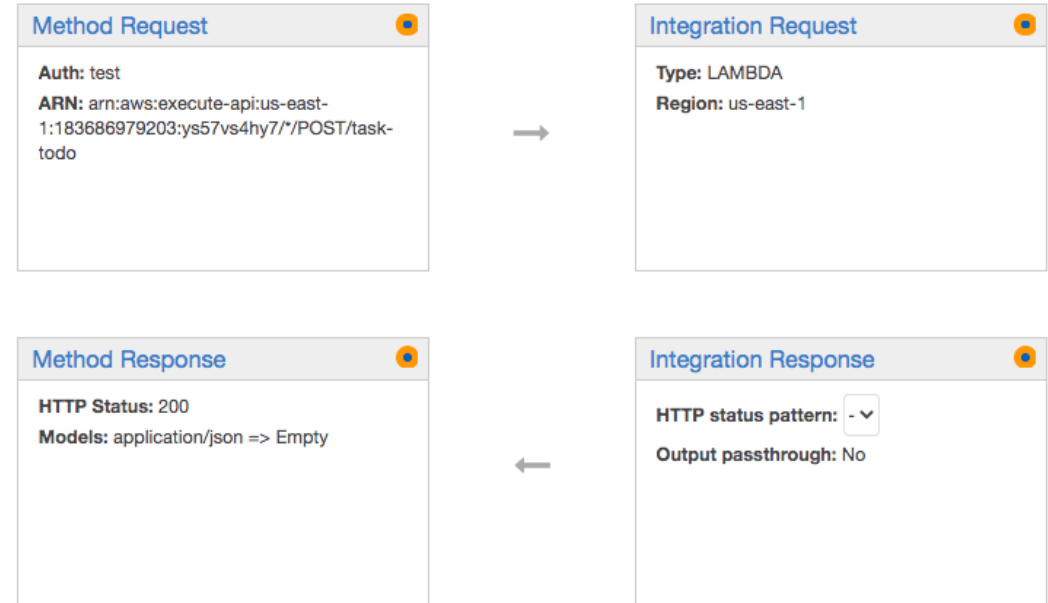 Method Request
Auth: test
ARN: arn:aws:execute-api:us-east-
1:183686979203:ys57vs4hy7/*/POST/task-
todo
Integration Request
Type: LAMBDA
Region: us-east-1
Method Response
HTTP Status: 200
Models: application/json => Empty
Integration Response
HTTP status pattern: -
Output passthrough: No